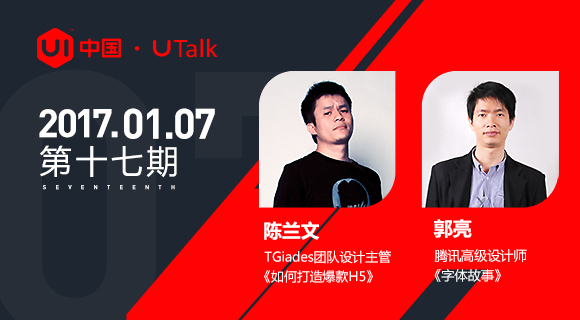 UI中国 · UTalk
2017.01.07
第十七期
SEVENTEENTH
陈兰文
TGiades团队设计主管
《如何打造爆款H5》
郭亮
腾讯高级设计师
《字体故事》